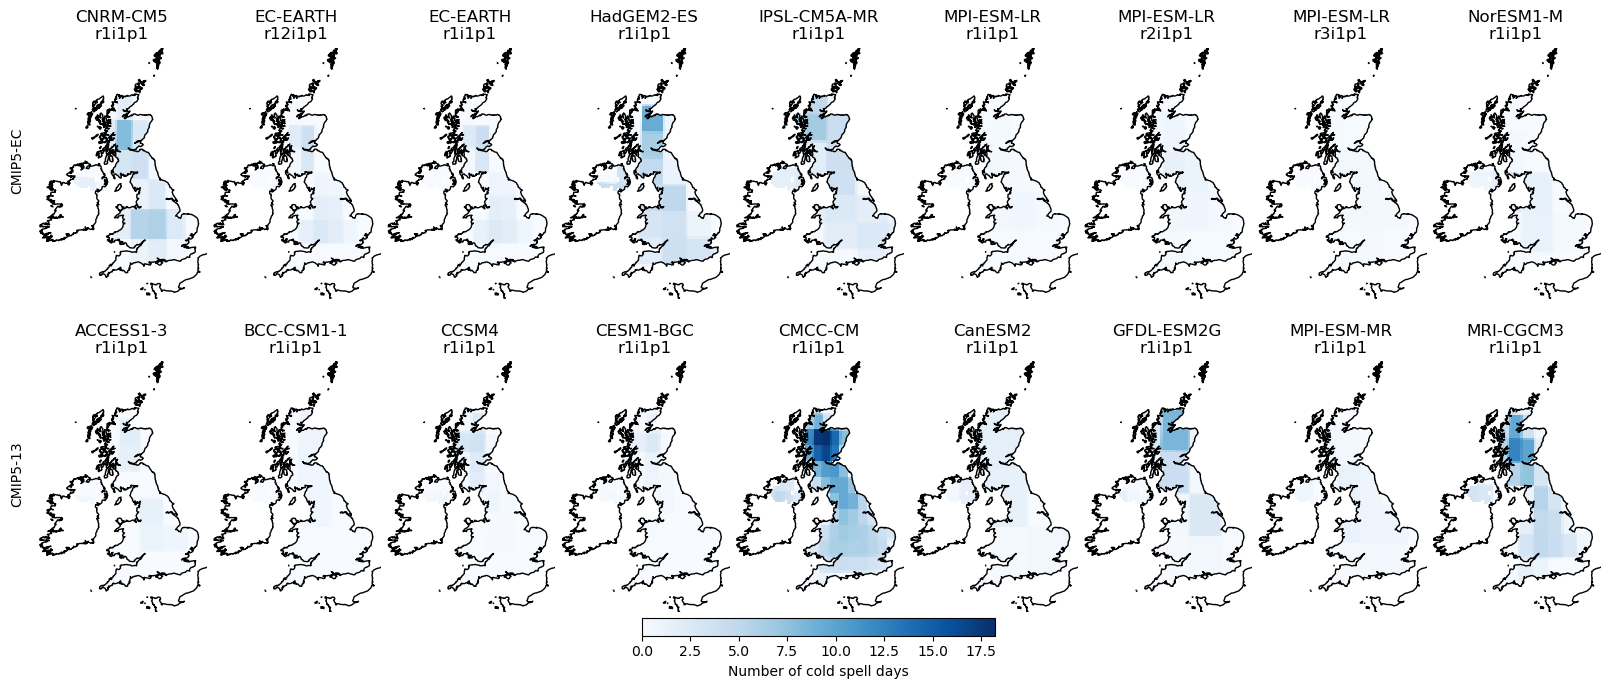 CNRM-CM5
r1i1p1
EC-EARTH
r12i1p1
EC-EARTH
r1i1p1
HadGEM2-ES
r1i1p1
IPSL-CM5A-MR
r1i1p1
MPI-ESM-LR
r1i1p1
MPI-ESM-LR
r2i1p1
MPI-ESM-LR
r3i1p1
NorESM1-M
r1i1p1
CMIP5-EC
ACCESS1-3
r1i1p1
BCC-CSM1-1
r1i1p1
CCSM4
r1i1p1
CESM1-BGC
r1i1p1
CMCC-CM
r1i1p1
CanESM2
r1i1p1
GFDL-ESM2G
r1i1p1
MPI-ESM-MR
r1i1p1
MRI-CGCM3
r1i1p1
CMIP5-13
0.0 2.5 5.0 7.5 10.0 12.5 15.0 17.5
Number of cold spell days